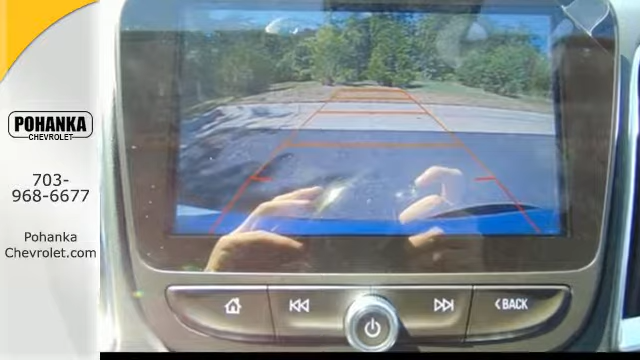 POHANKA
CHEVROLET
703-
968-6677
Pohanka
Chevrolet.com
BACK